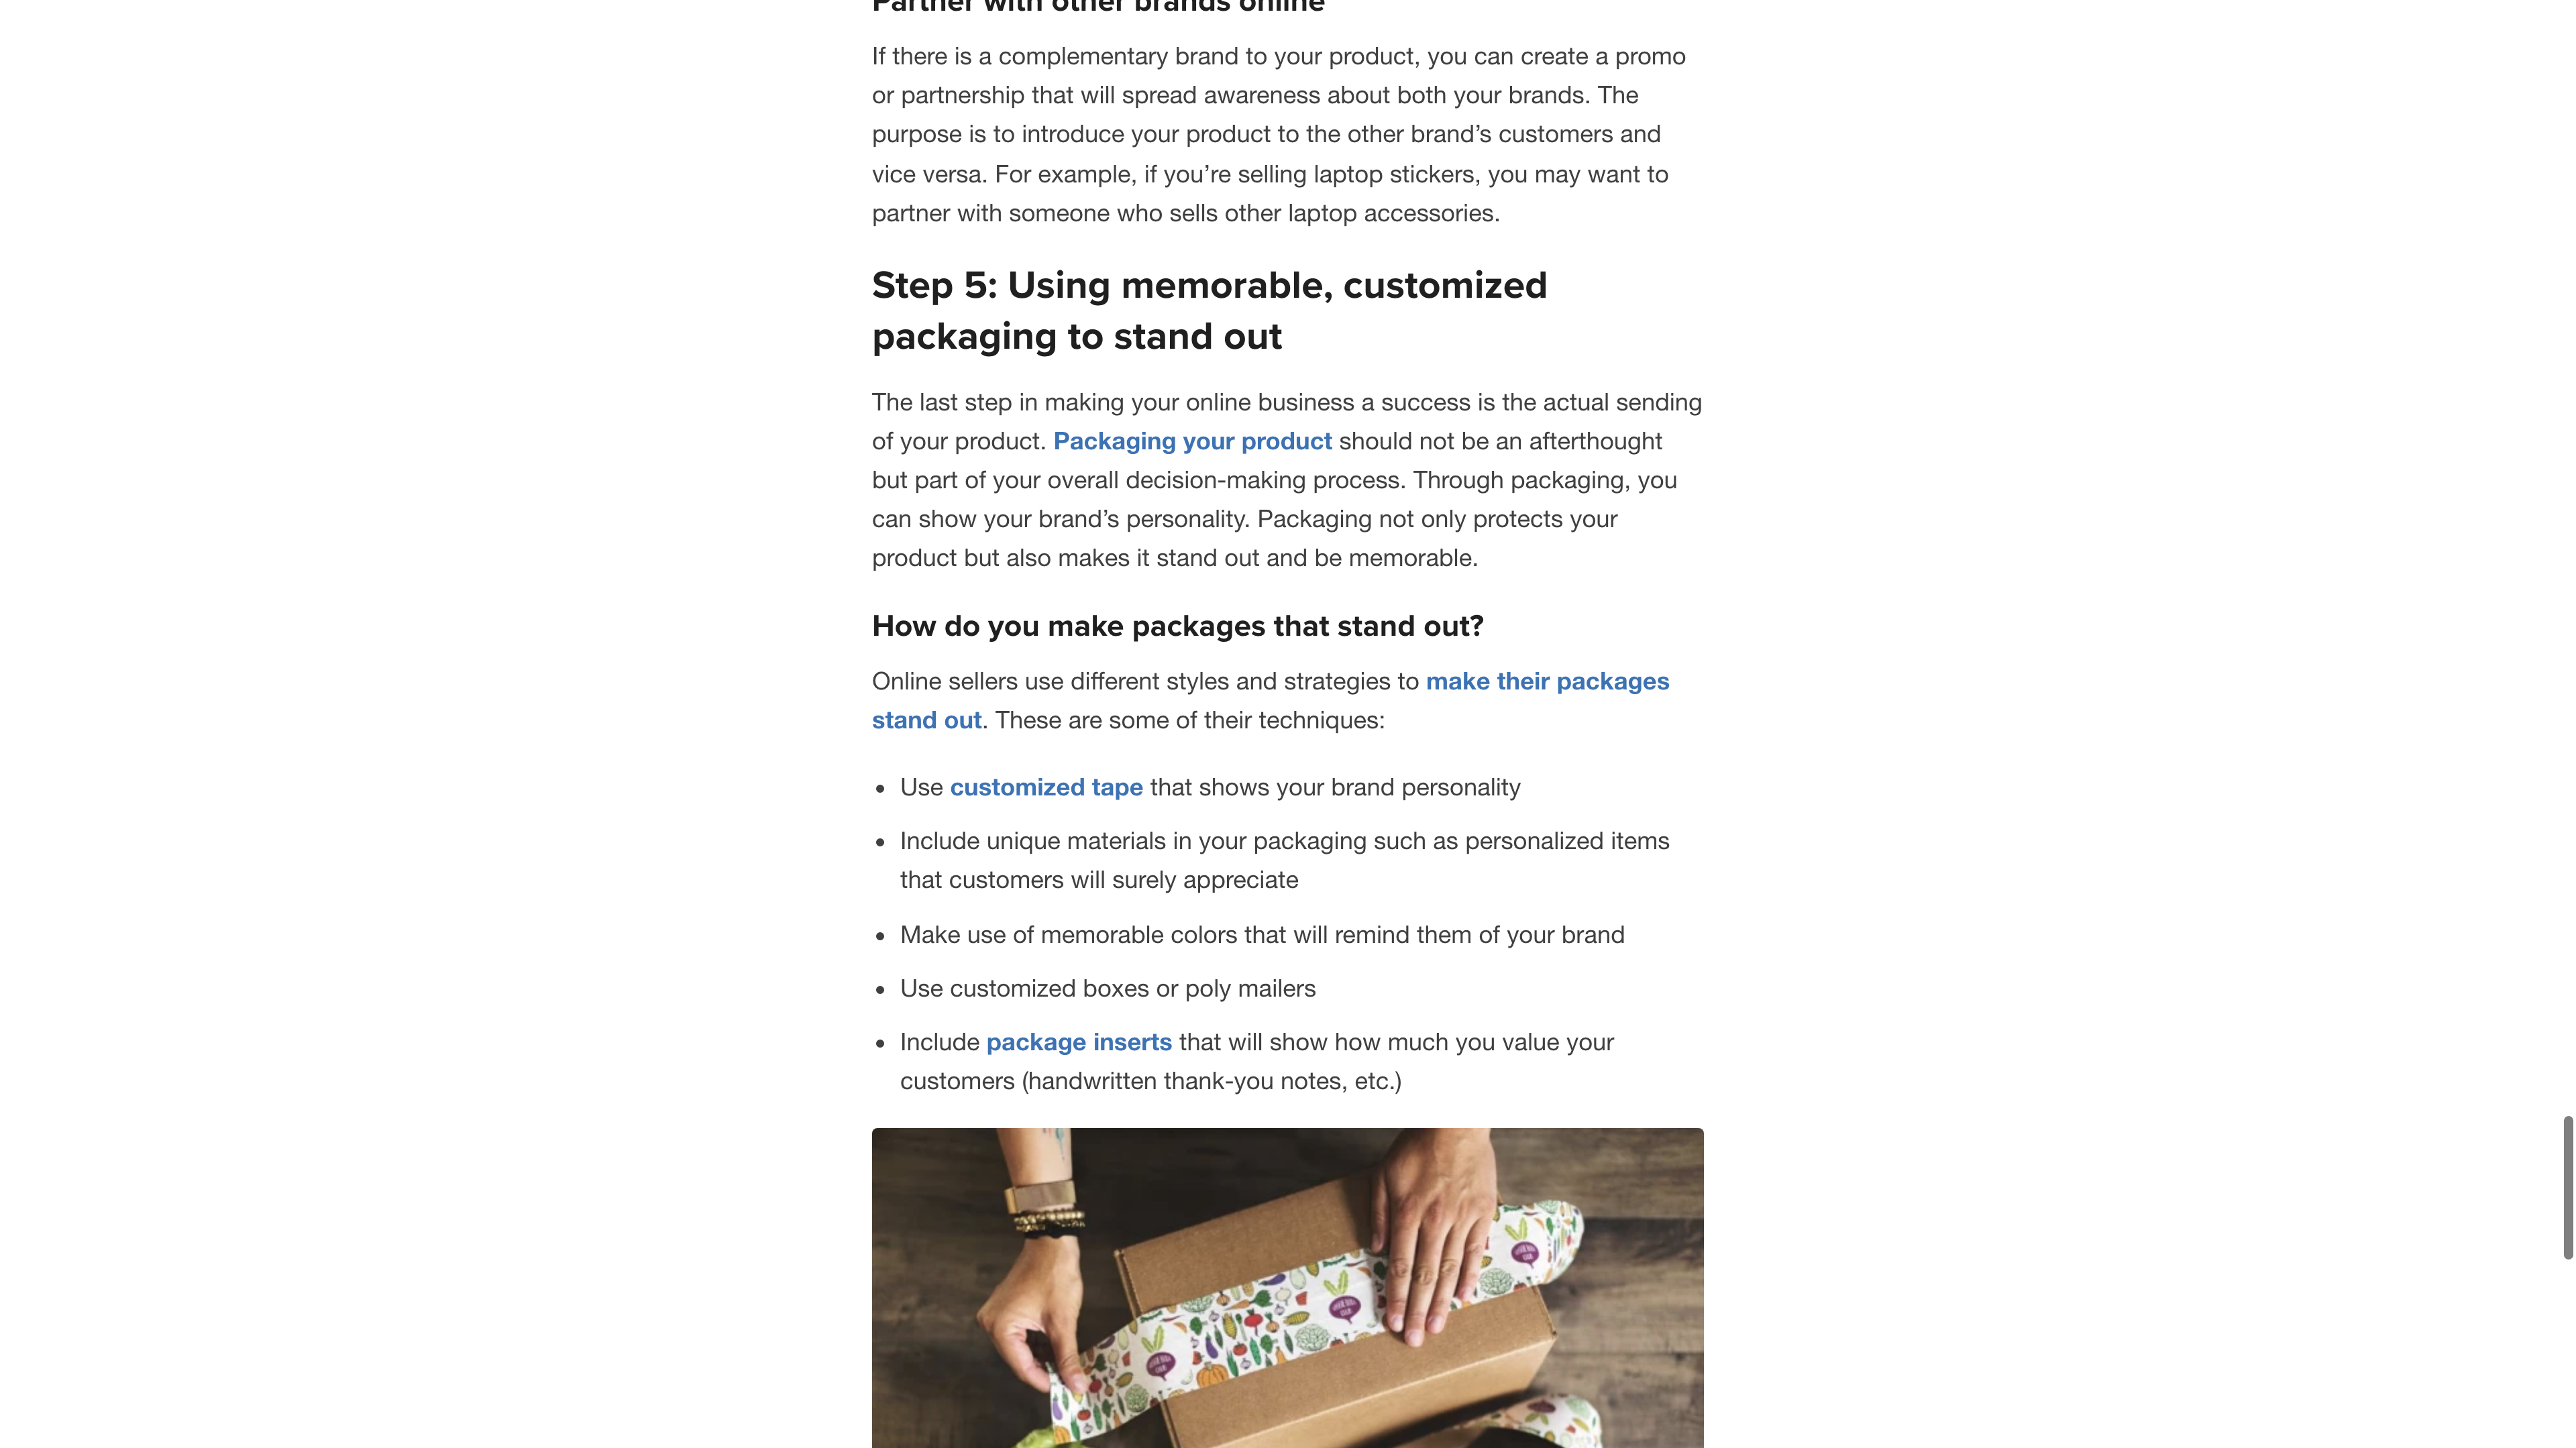 Partner with other brands online
If there is a complementary brand to your product, you can create a promo
or partnership that will spread awareness about both your brands. The
purpose is to introduce your product to the other brand’s customers and
vice versa. For example, if you’re selling laptop stickers, you may want to
partner with someone who sells other laptop accessories.
Step 5: Using memorable, customized
packaging to stand out
The last step in making your online business a success is the actual sending
of your product. Packaging your product should not be an afterthought
but part of your overall decision-making process. Through packaging, you
can show your brand’s personality. Packaging not only protects your
product but also makes it stand out and be memorable.
How do you make packages that stand out?
Online sellers use different styles and strategies to make their packages
stand out. These are some of their techniques:
• Use customized tape that shows your brand personality
• Include unique materials in your packaging such as personalized items
that customers will surely appreciate
• Make use of memorable colors that will remind them of your brand
• Use customized boxes or poly mailers
• Include package inserts that will show how much you value your
customers (handwritten thank-you notes, etc.)